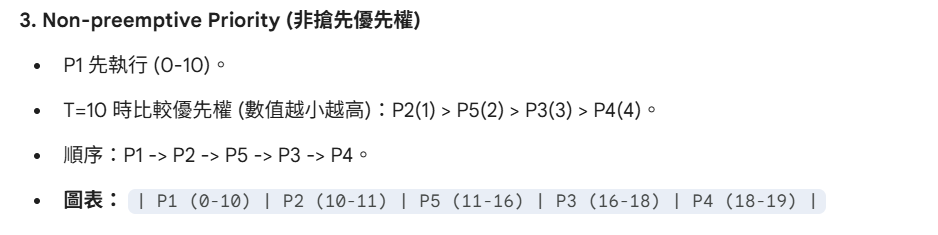 3. Non-preemptive Priority (非搶先優先權)
• P1 先執行 (0-10)。
• T=10 時比較優先權 (數值越小越高)：P2(1) > P5(2) > P3(3) > P4(4)。
• 順序：P1 -> P2 -> P5 -> P3 -> P4。
• 圖表： | P1 (0-10) | P2 (10-11) | P5 (11-16) | P3 (16-18) | P4 (18-19) |